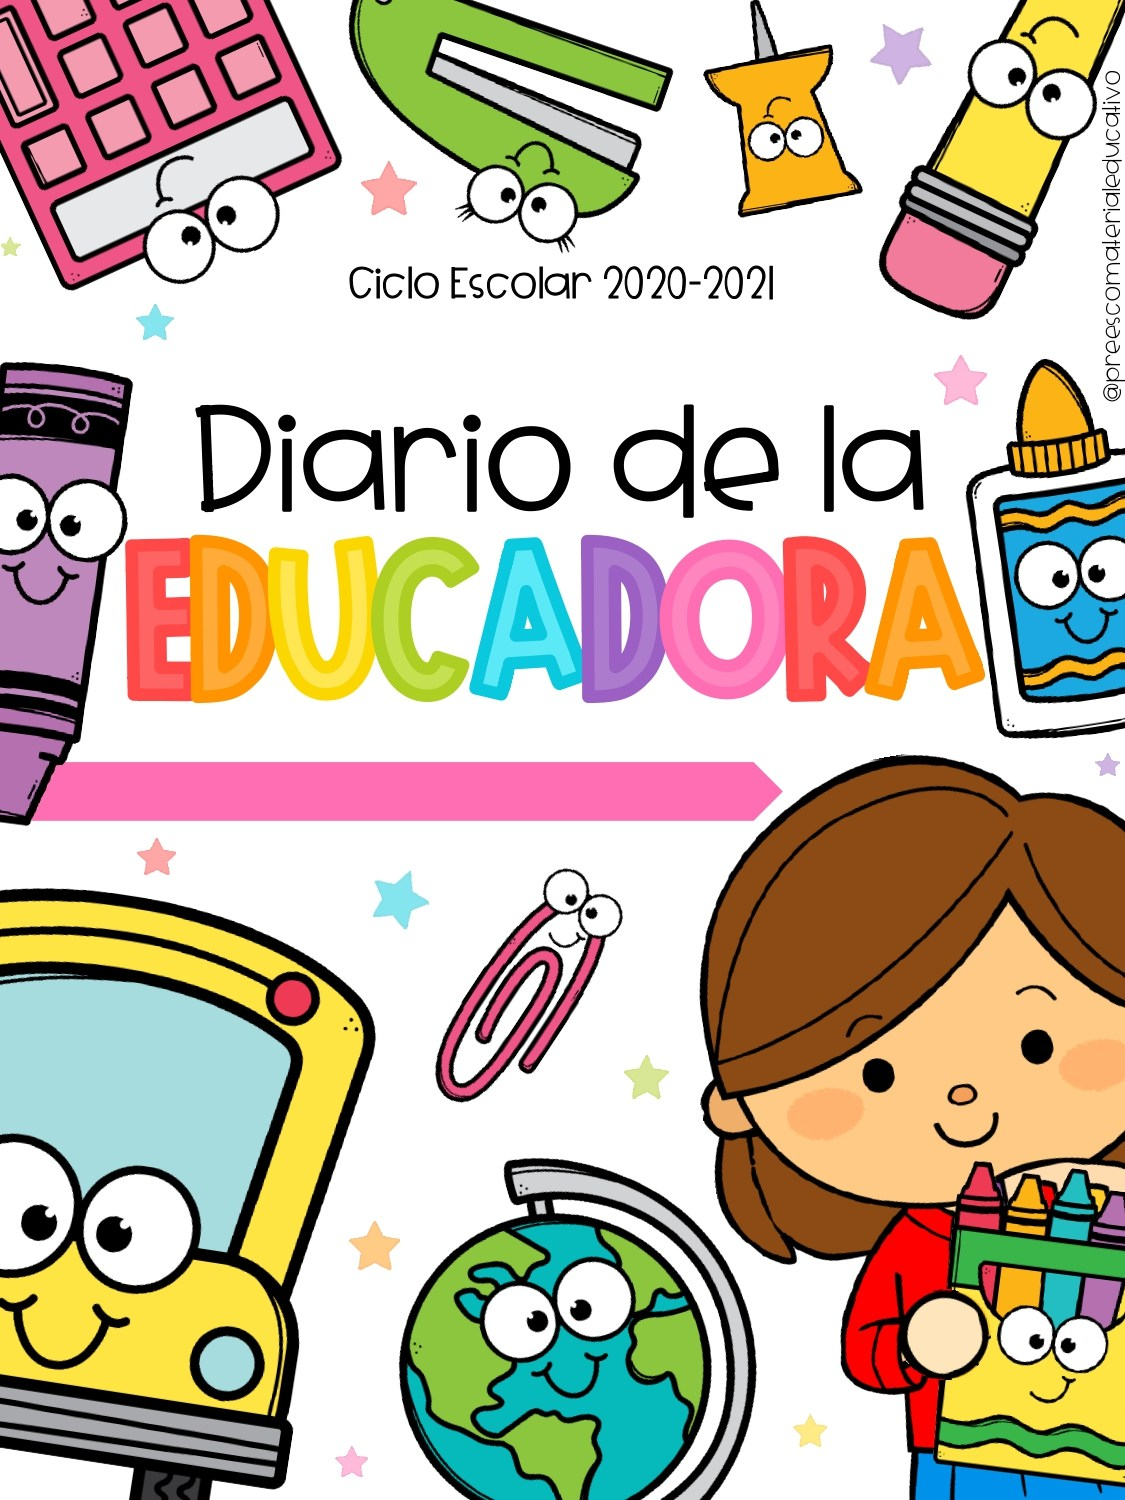 Ciclo Escolar 2020-2021
Diario de la
EDUCADORA
@preescomaterialeducativo